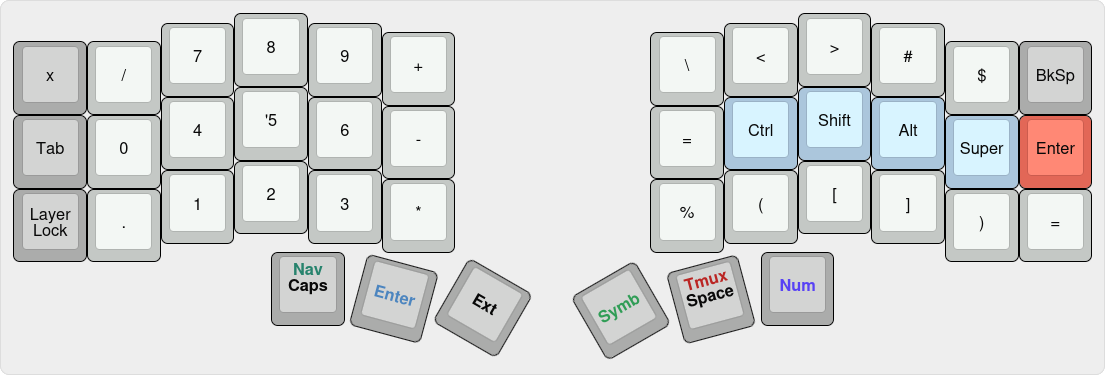 x / 7 8 9 +
\ < > # $ BkSp
Tab 0 4 '5 6 -
= Ctrl Shift Alt Super Enter
Layer
Lock
. 1 2 3 *
% ( [ ] ) =
Nav
Caps
Enter
Ext
Symb
Tmux
Space
Num